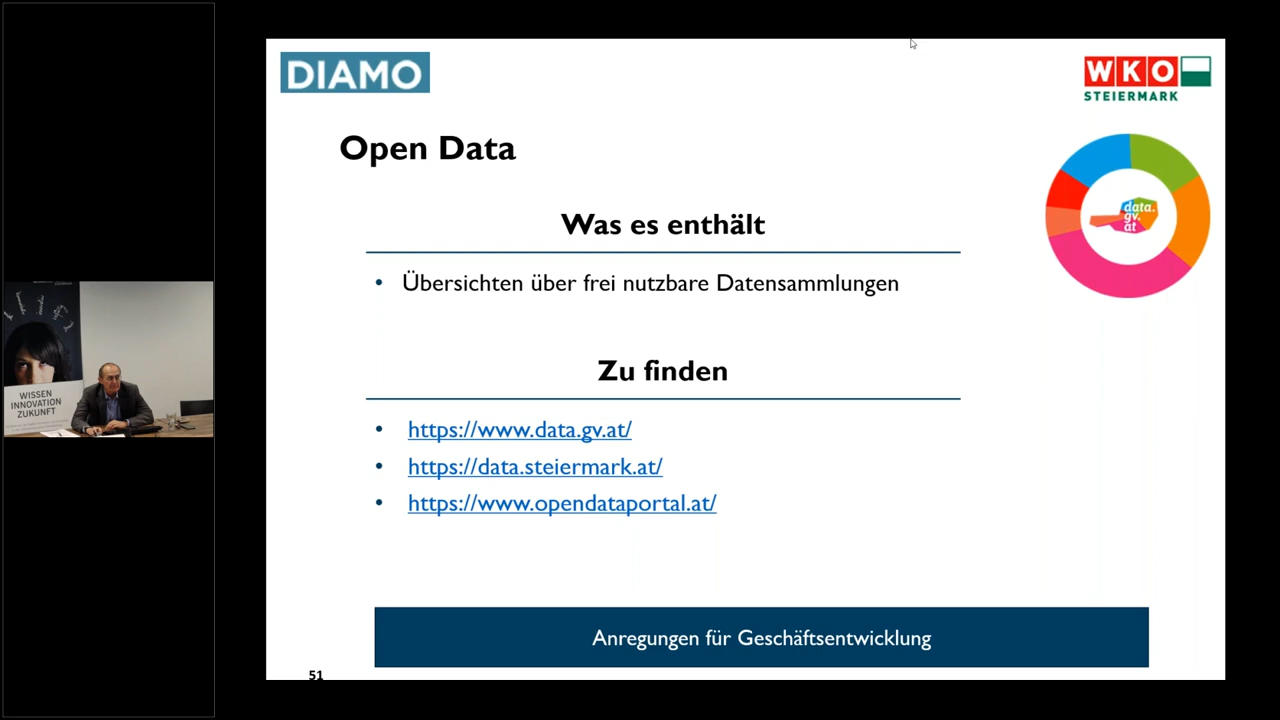 DIAMO
WKO
STEIERMARK
Open Data
data.
gv.
at
Was es enthält
• Übersichten über frei nutzbare Datensammlungen
Zu finden
• https://www.data.gv.at/
• https://data.steiermark.at/
• https://www.opendataportal.at/
Anregungen für Geschäftsentwicklung
51
WISSEN
INNOVATION
ZUKUNFT